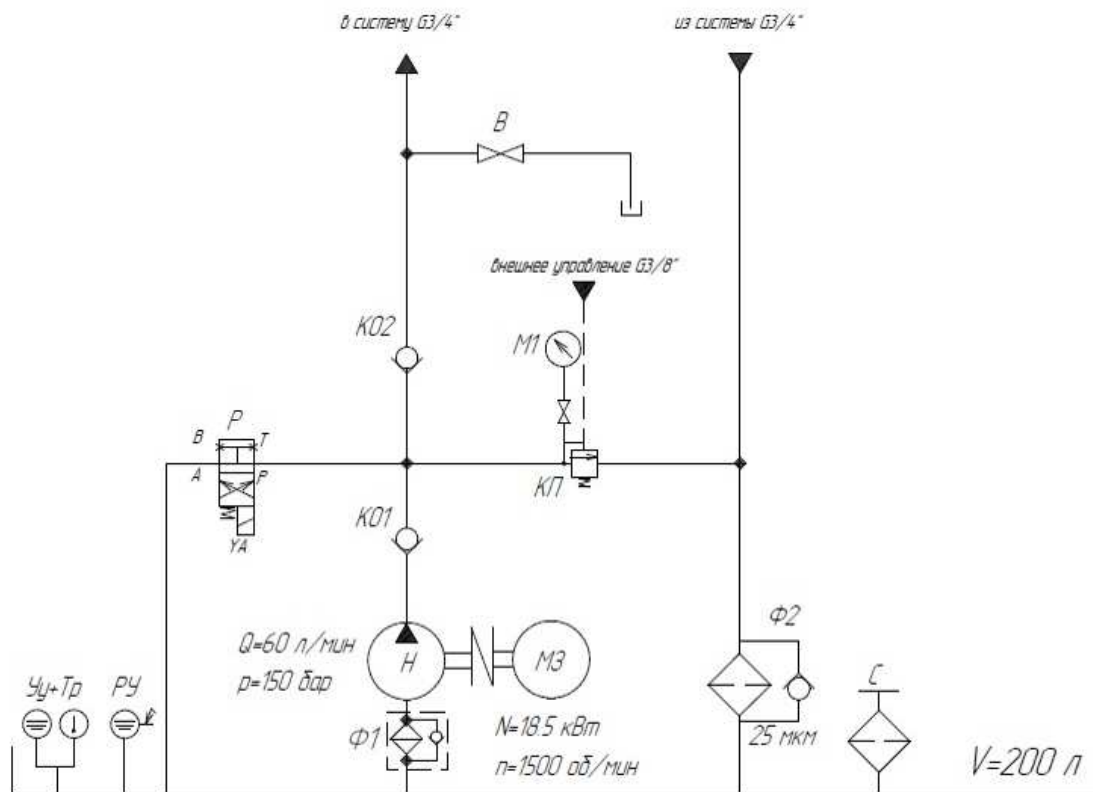 в систему G3/4"
из системы G3/4"
В
внешнее управление G3/8"
КО2
М1
Р
В Т
А Р
КП
YA
КО1
Ф2
Q=60 л/мин
р=150 бар
Н
МЗ
С
Уу+Тр
РУ
Ф1
N=18.5 кВт
n=1500 об/мин
25 мкм
V=200 л